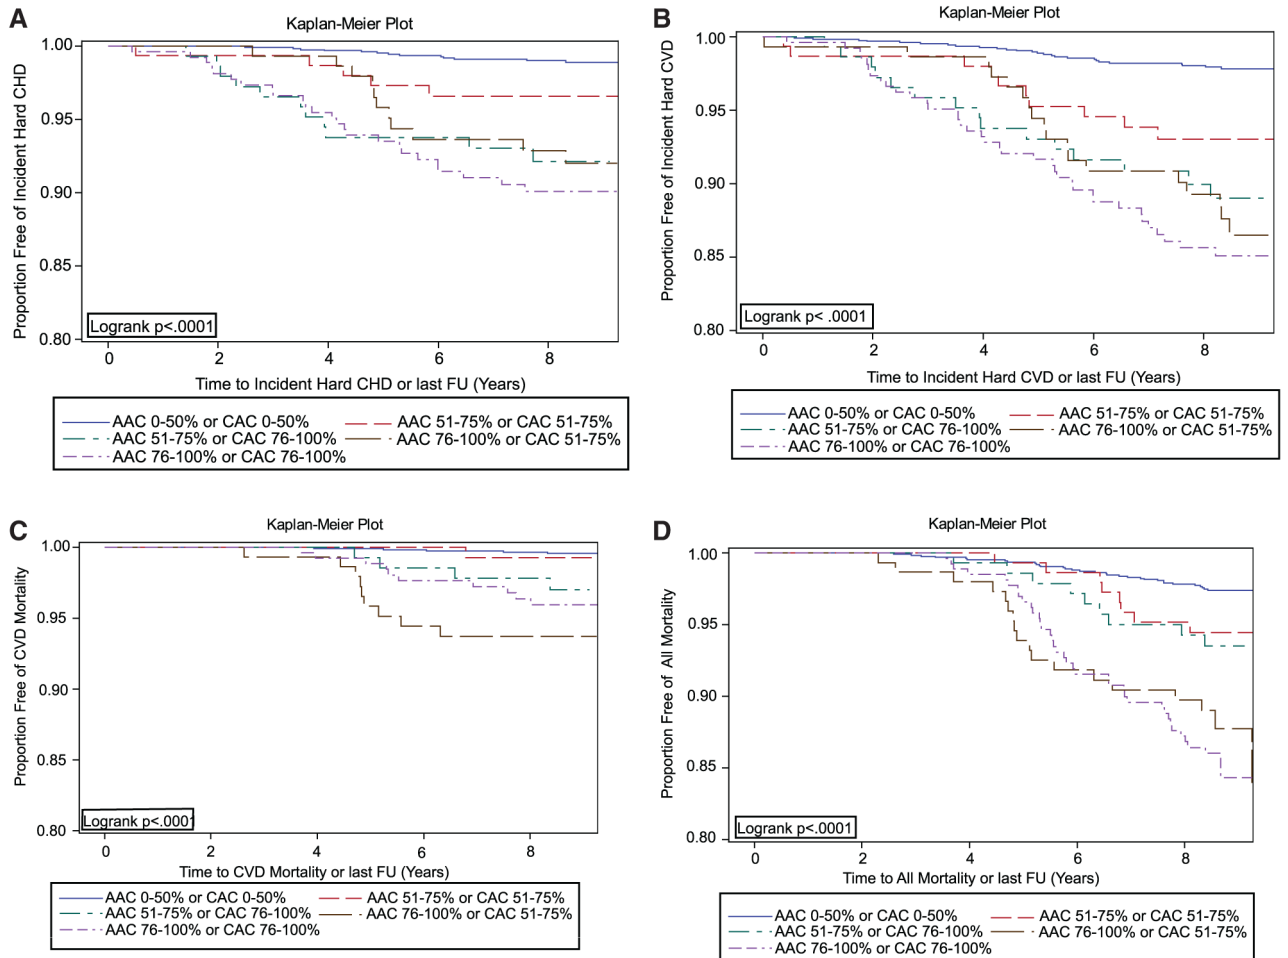 A
Kaplan-Meier Plot
Proportion Free of Incident Hard CHD
1.00
0.95
0.90
0.85
0.80
Logrank p<.0001
0 2 4 6 8
Time to Incident Hard CHD or last FU (Years)
AAC 0-50% or CAC 0-50% AAC 51-75% or CAC 51-75%
AAC 51-75% or CAC 76-100% AAC 76-100% or CAC 51-75%
AAC 76-100% or CAC 76-100%
B
Kaplan-Meier Plot
Proportion Free of Incident Hard CVD
1.00
0.95
0.90
0.85
0.80
Logrank p< .0001
0 2 4 6 8
Time to Incident Hard CVD or last FU (Years)
AAC 0-50% or CAC 0-50% AAC 51-75% or CAC 51-75%
AAC 51-75% or CAC 76-100% AAC 76-100% or CAC 51-75%
AAC 76-100% or CAC 76-100%
C
Kaplan-Meier Plot
Proportion Free of CVD Mortality
1.00
0.95
0.90
0.85
0.80
Logrank p<.0001
0 2 4 6 8
Time to CVD Mortality or last FU (Years)
AAC 0-50% or CAC 0-50% AAC 51-75% or CAC 51-75%
AAC 51-75% or CAC 76-100% AAC 76-100% or CAC 51-75%
AAC 76-100% or CAC 76-100%
D
Kaplan-Meier Plot
Proportion Free of All Mortality
1.00
0.95
0.90
0.85
0.80
Logrank p<.0001
0 2 4 6 8
Time to All Mortality or last FU (Years)
AAC 0-50% or CAC 0-50% AAC 51-75% or CAC 51-75%
AAC 51-75% or CAC 76-100% AAC 76-100% or CAC 51-75%
AAC 76-100% or CAC 76-100%